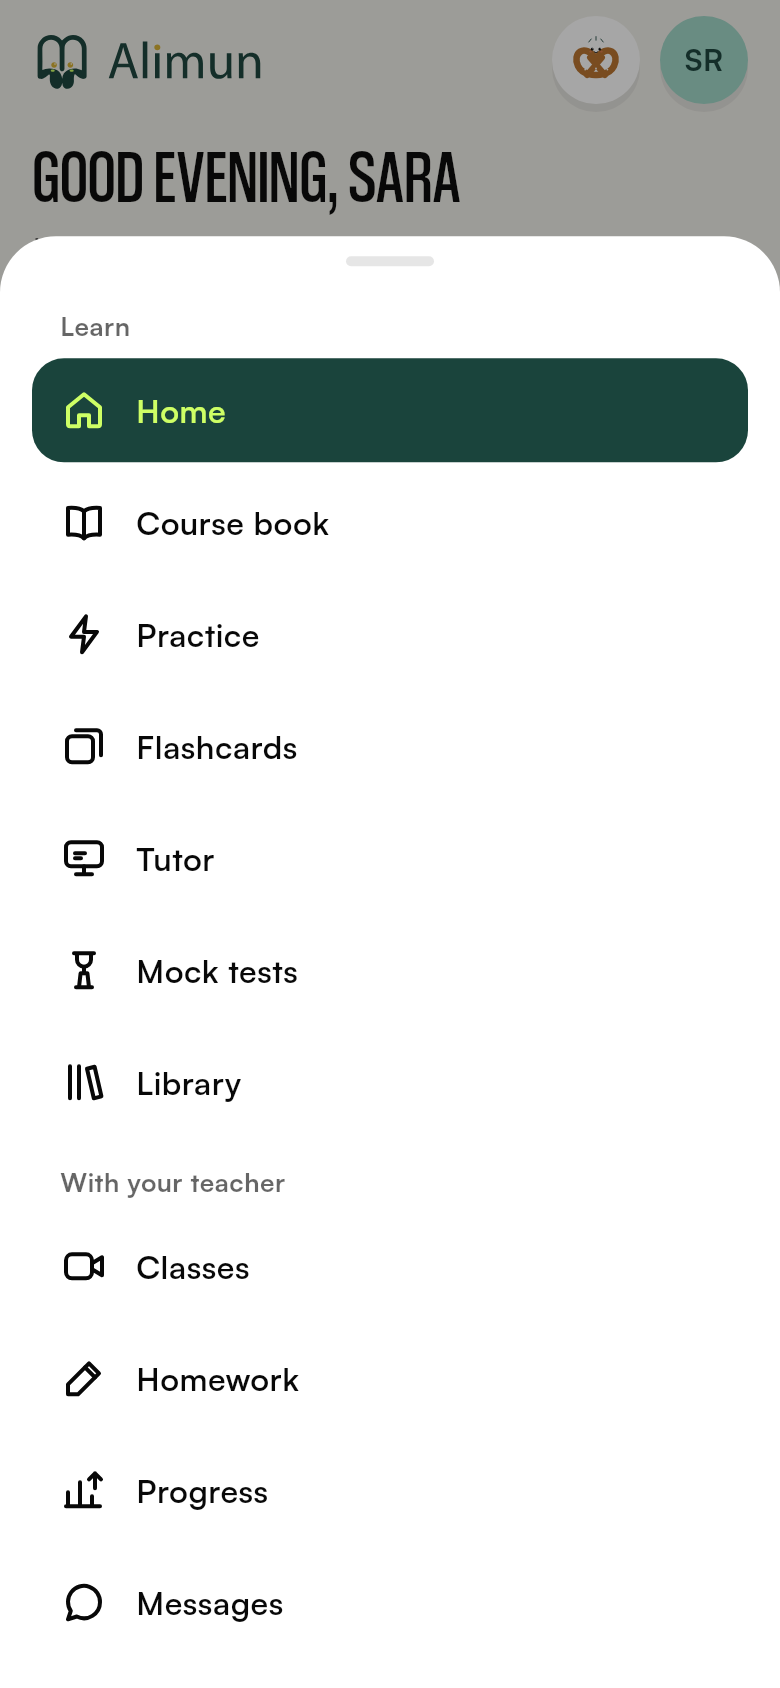 Alimun
SR
GOOD EVENING, SARA
Learn
Home
Course book
Practice
Flashcards
Tutor
Mock tests
Library
With your teacher
Classes
Homework
Progress
Messages